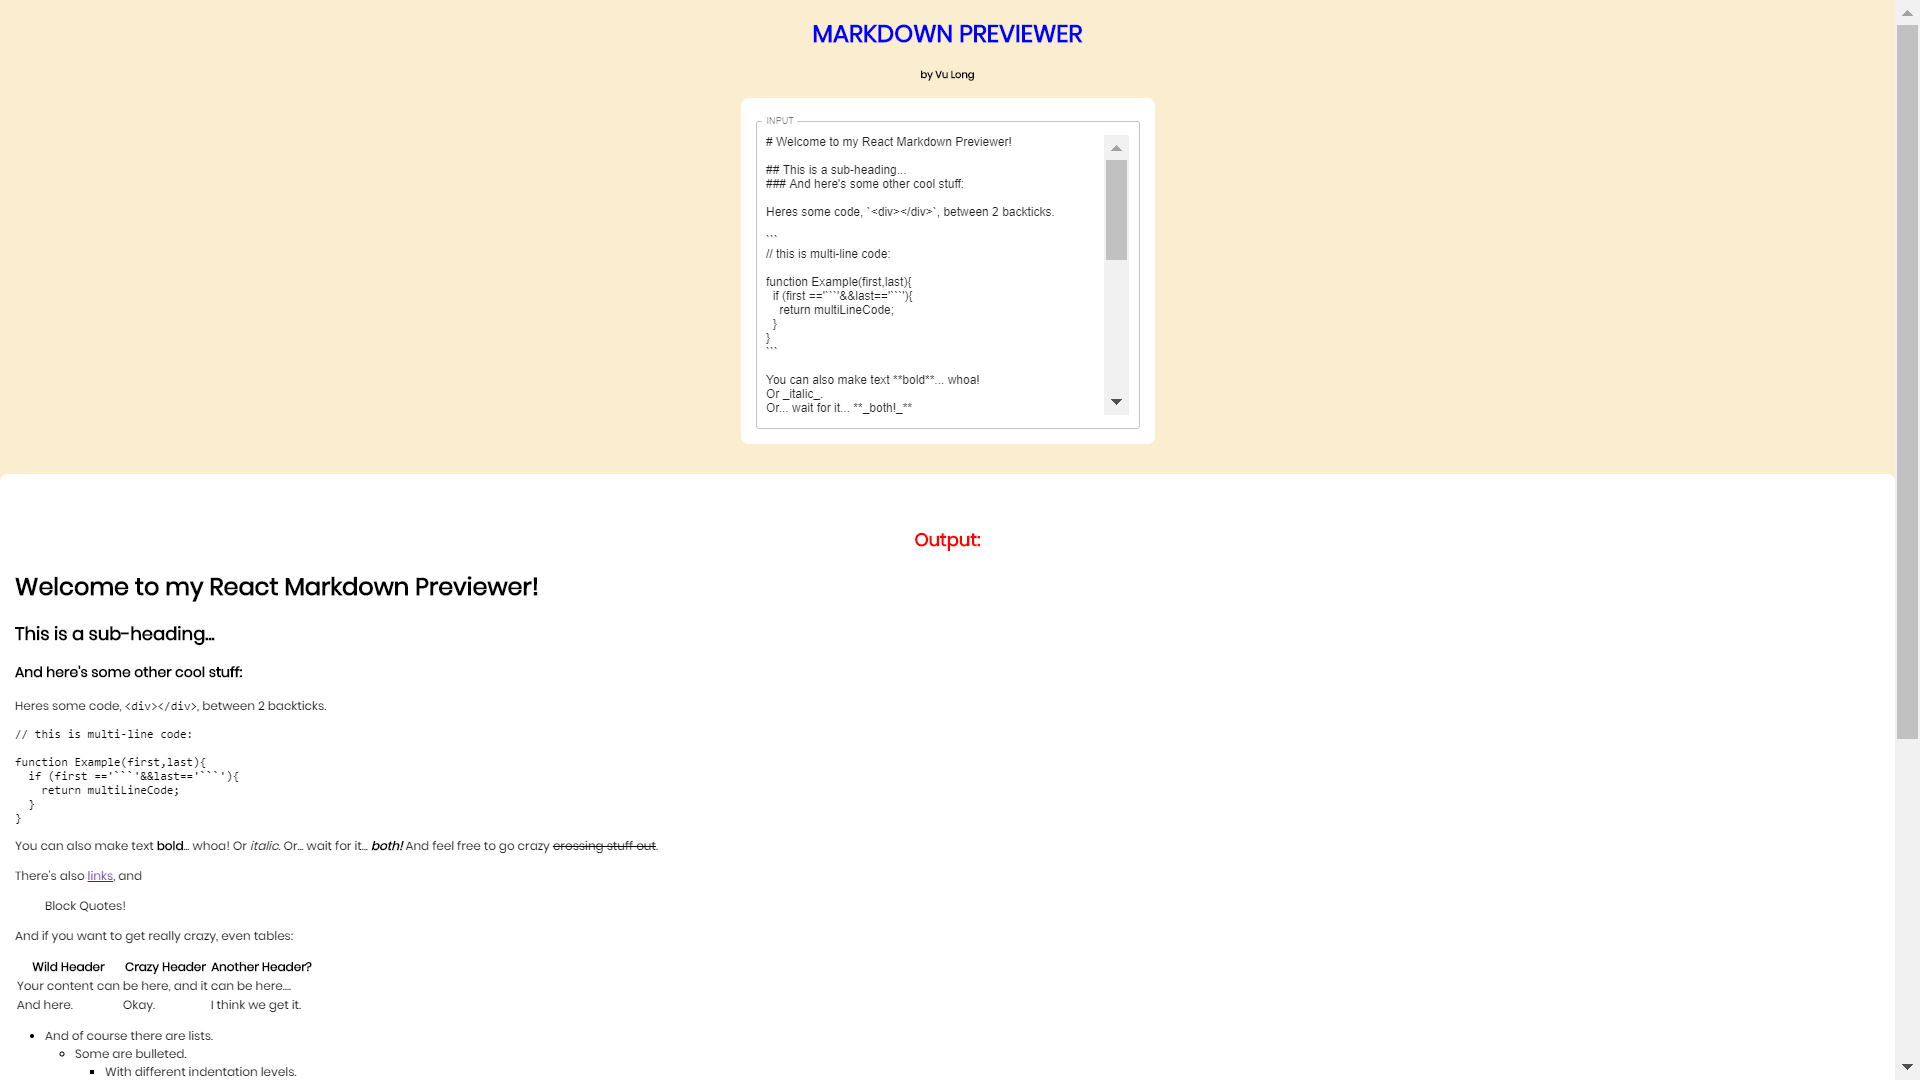 MARKDOWN PREVIEWER
by Vu Long
INPUT
# Welcome to my React Markdown Previewer!
## This is a sub-heading...
### And here's some other cool stuff:
Heres some code, `<div></div>`, between 2 backticks.
```
// this is multi-line code:
function Example(first,last){
  if (first =='```'&&last=='```'){
    return multiLineCode;
  }
}
```
You can also make text **bold**... whoa!
Or _italic_.
Or... wait for it... **_both!_**
Output:
Welcome to my React Markdown Previewer!
This is a sub-heading...
And here's some other cool stuff:
Heres some code, <div></div>, between 2 backticks.
// this is multi-line code:
function Example(first,last){
  if (first =='```'&&last=='```'){
    return multiLineCode;
  }
}
You can also make text bold... whoa! Or italic. Or... wait for it... both! And feel free to go crazy crossing stuff out.
There's also links, and
Block Quotes!
And if you want to get really crazy, even tables:
Wild Header Crazy Header Another Header?
Your content can be here, and it can be here....
And here. Okay. I think we get it.
And of course there are lists.
Some are bulleted.
With different indentation levels.